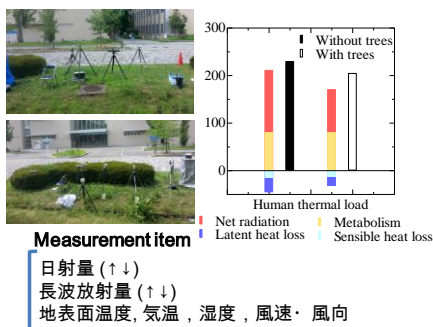 300
200
100
0
Without trees
With trees
Human thermal load
Net radiation
Metabolism
Latent heat loss
Sensible heat loss
Measurement item
日射量 (↑↓)
長波放射量 (↑↓)
地表面温度, 気温 , 湿度 , 風速・ 風向